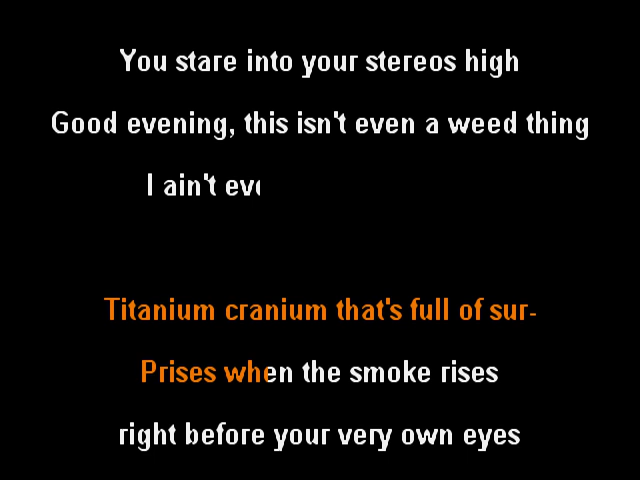 You stare into your stereos high
Good evening, this isn't even a weed thing
I ain't eve
Titanium cranium that's full of sur-
Prises when the smoke rises
right before your very own eyes